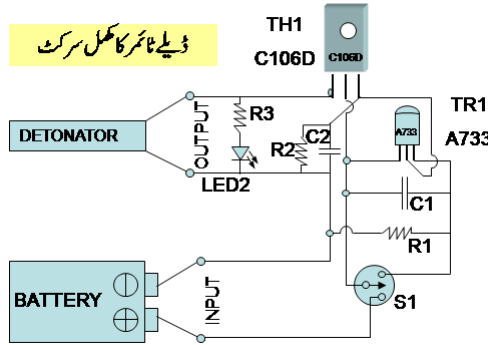 ڈیلے ٹائمر کا مکمل سرکٹ
TH1
C106D
C106D
TR1
A733
A733
R3
C2
R2
LED2
OUTPUT
DETONATOR
C1
R1
S1
BATTERY
INPUT